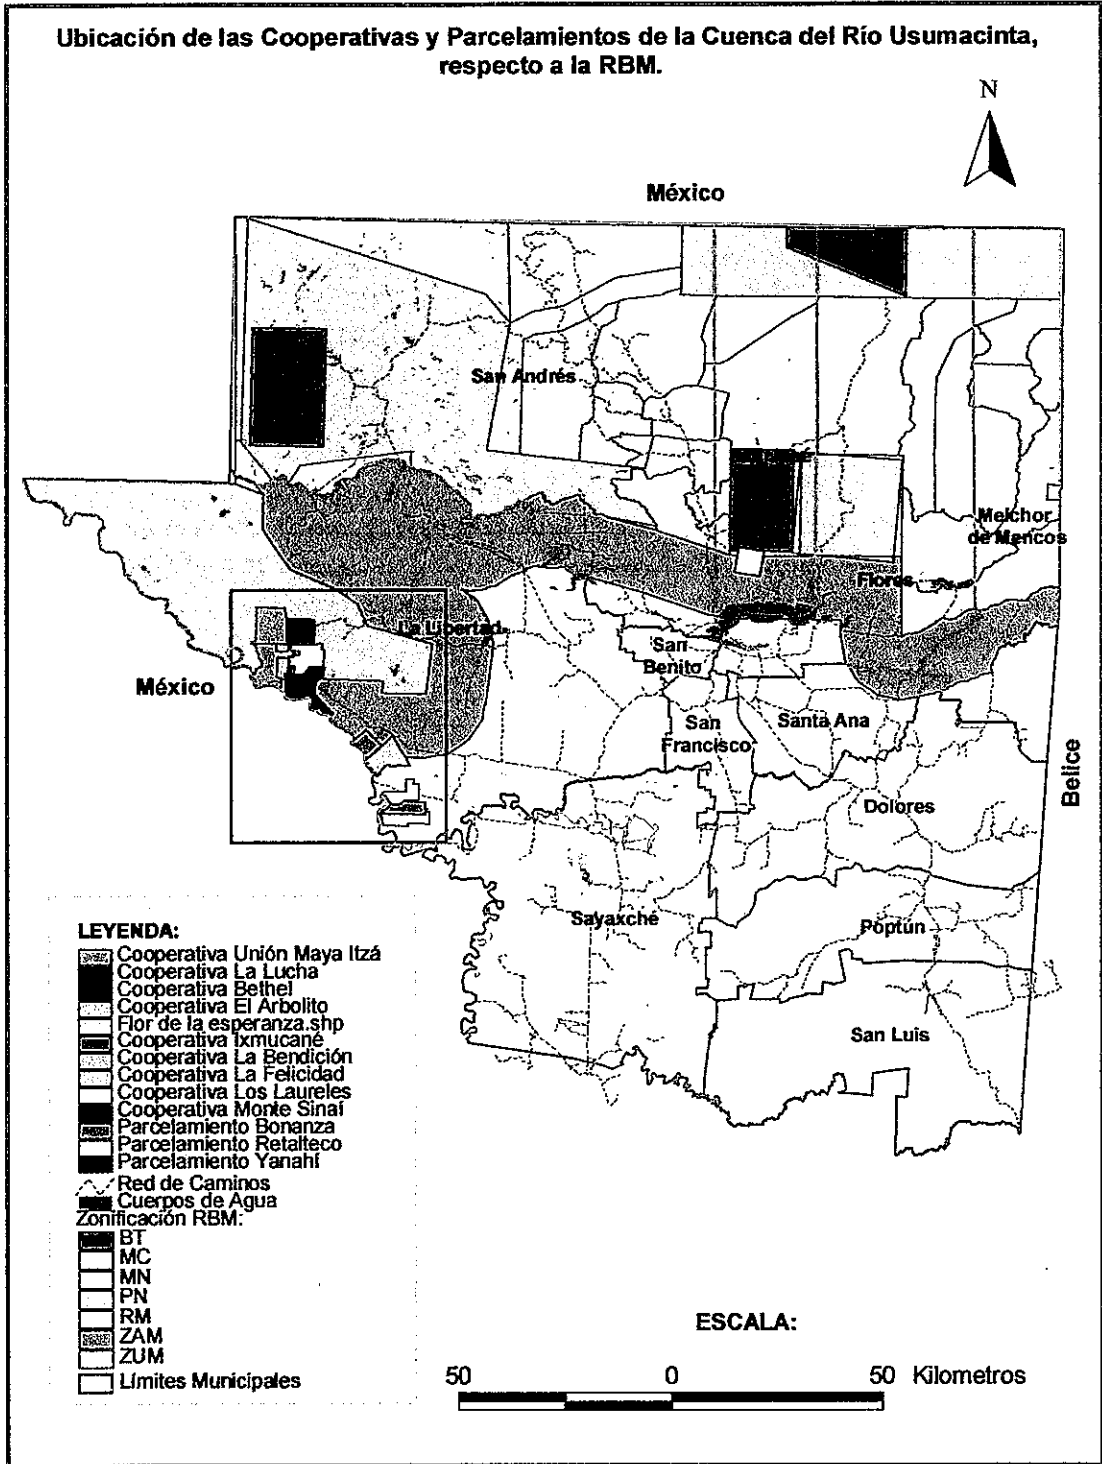 Ubicación de las Cooperativas y Parcelamientos de la Cuenca del Río Usumacinta,
respecto a la RBM.
N
México
San Andrés
Melchor
de Mencos
Flores
La Libertad
San
Benito
México
San
Francisco
Santa Ana
Belice
Dolores
Sayaxché
Poptún
San Luis
LEYENDA:
Cooperativa Unión Maya Itzá
Cooperativa La Lucha
Cooperativa Bethel
Cooperativa El Arbolito
Flor de la esperanza.shp
Cooperativa Ixmucané
Cooperativa La Bendición
Cooperativa La Felicidad
Cooperativa Los Laureles
Cooperativa Monte Sinaí
Parcelamiento Bonanza
Parcelamiento Retalteco
Parcelamiento Yanahí
Red de Caminos
Cuerpos de Agua
Zonificación RBM:
BT
MC
MN
PN
RM
ZAM
ZUM
Límites Municipales
ESCALA:
50 0 50 Kilometros